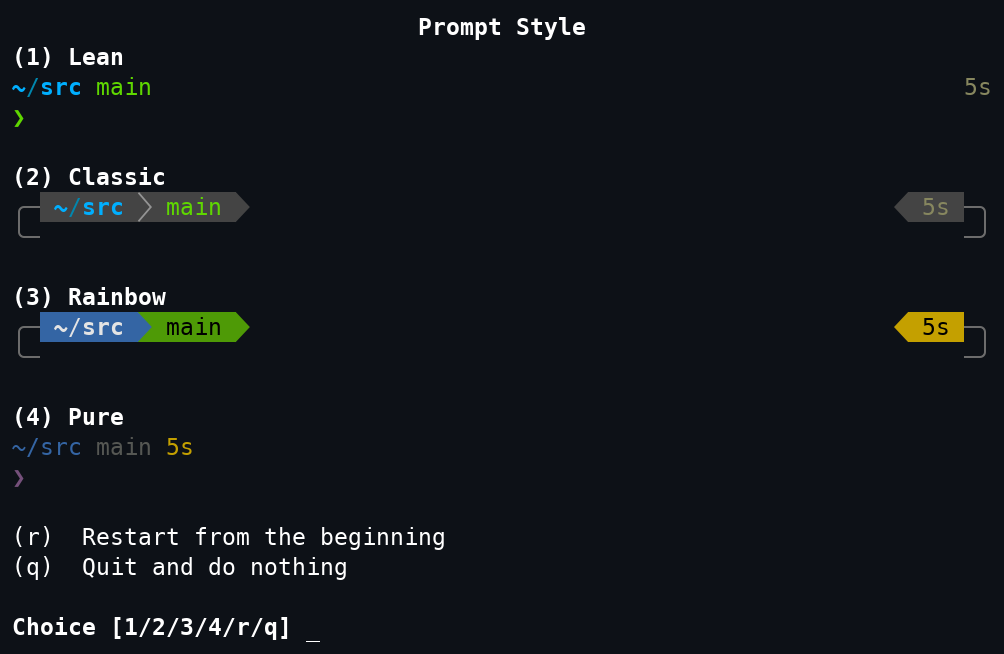 Prompt Style
(1) Lean
~/src main 5s
❯
(2) Classic
~/src main 5s
(3) Rainbow
~/src main 5s
(4) Pure
~/src main 5s
❯
(r)  Restart from the beginning
(q)  Quit and do nothing
Choice [1/2/3/4/r/q] _